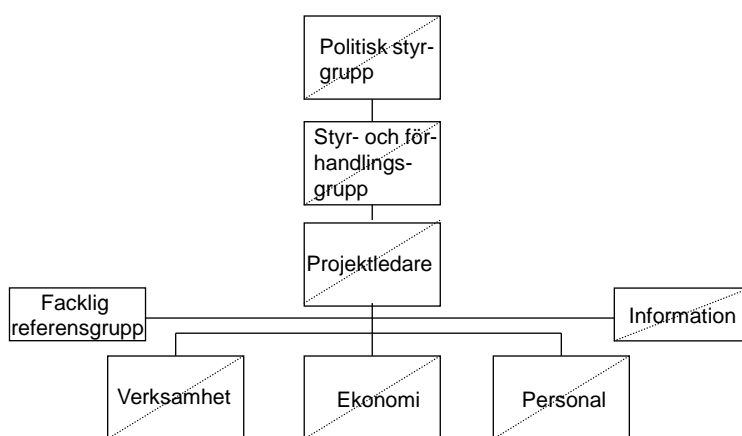 Politisk styr-
grupp
Styr- och för-
handlings-
grupp
Projektledare
Facklig
referensgrupp
Information
Verksamhet
Ekonomi
Personal